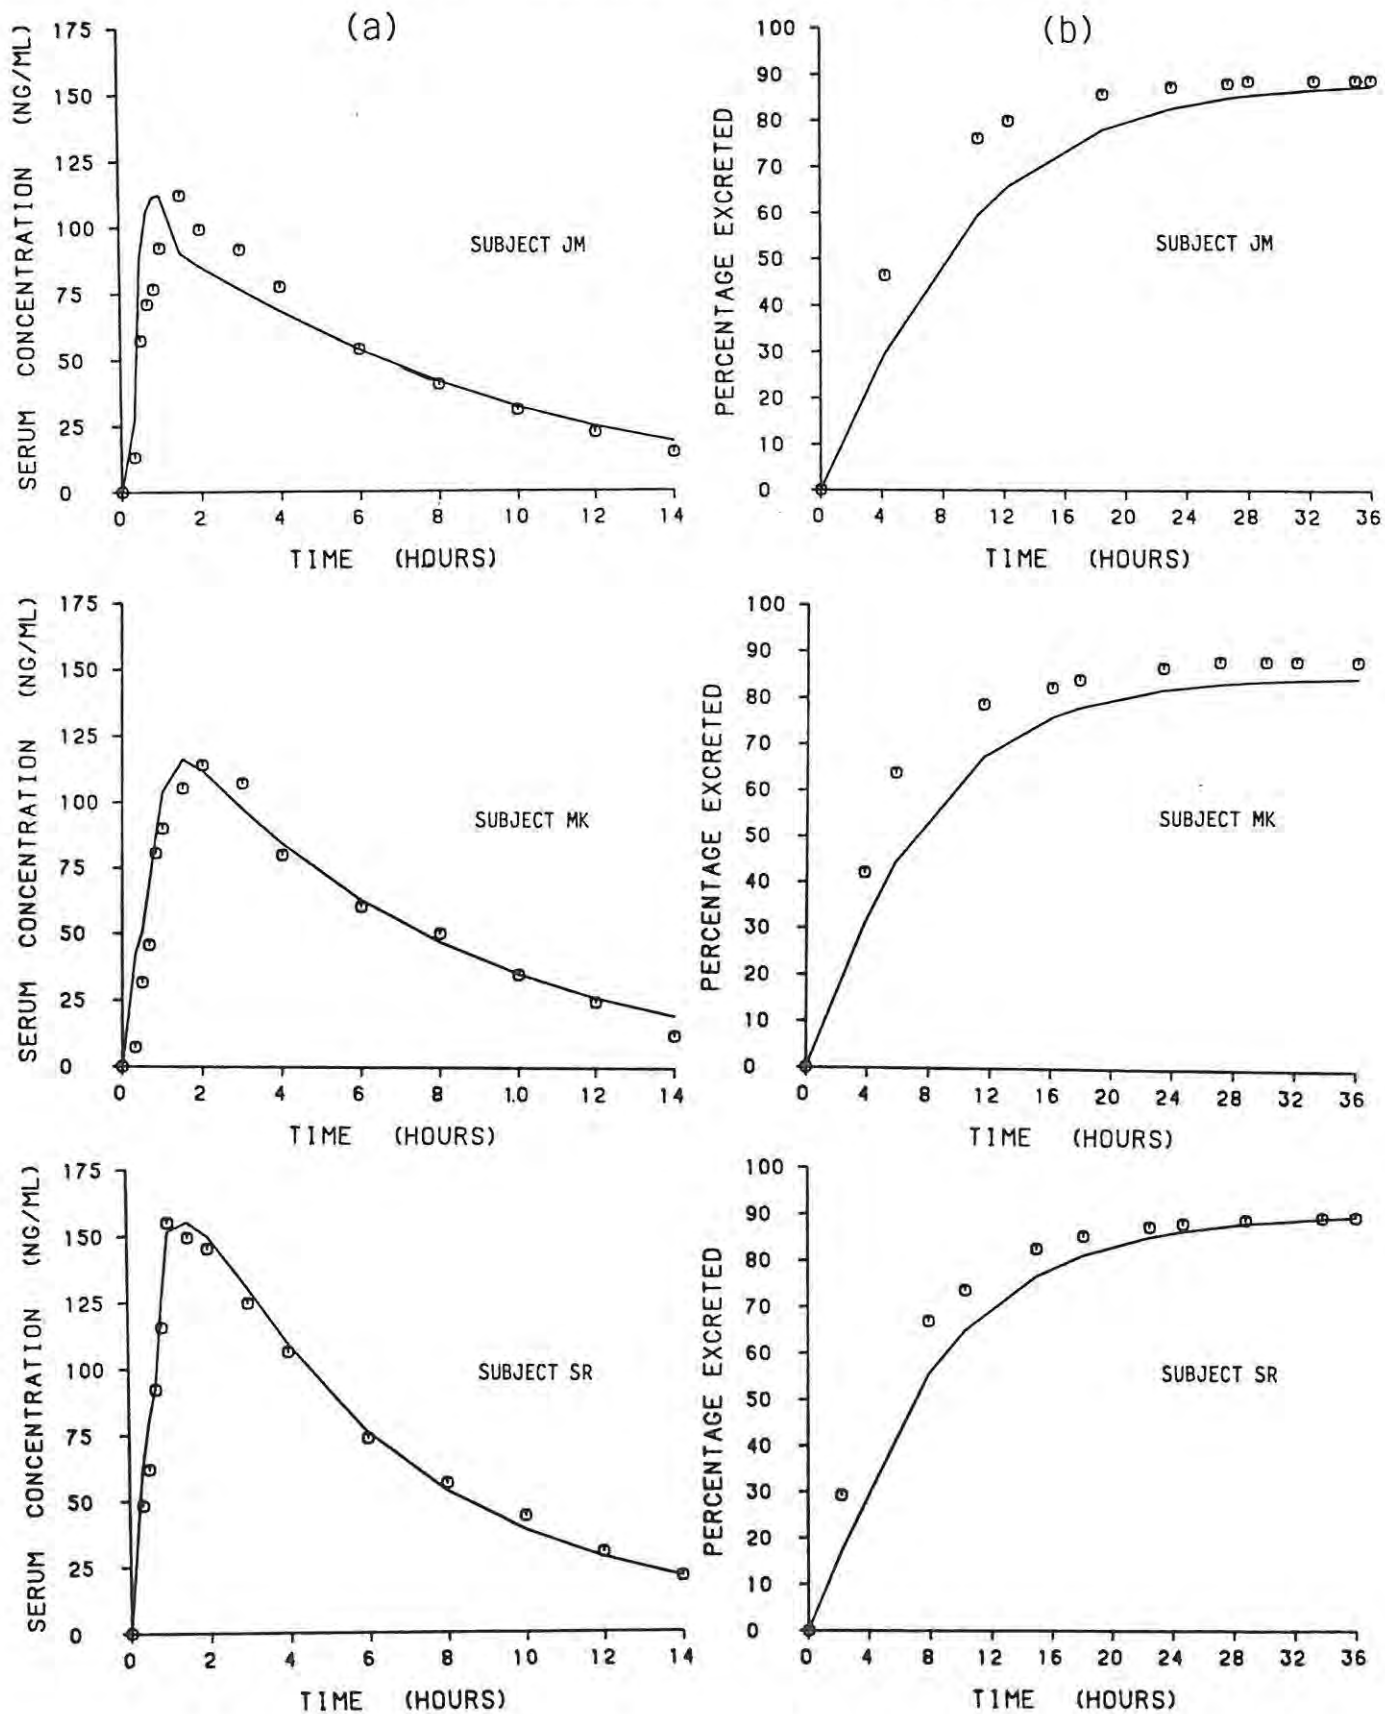 (a)
SERUM CONCENTRATION (NG/ML)
175
150
125
100
75
50
25
0
SUBJECT JM
0 2 4 6 8 10 12 14
TIME (HOURS)
(b)
PERCENTAGE EXCRETED
100
90
80
70
60
50
40
30
20
10
0
SUBJECT JM
0 4 8 12 16 20 24 28 32 36
TIME (HOURS)
SERUM CONCENTRATION (NG/ML)
175
150
125
100
75
50
25
0
SUBJECT MK
0 2 4 6 8 10 12 14
TIME (HOURS)
PERCENTAGE EXCRETED
100
90
80
70
60
50
40
30
20
10
0
SUBJECT MK
0 4 8 12 16 20 24 28 32 36
TIME (HOURS)
SERUM CONCENTRATION (NG/ML)
175
150
125
100
75
50
25
0
SUBJECT SR
0 2 4 6 8 10 12 14
TIME (HOURS)
PERCENTAGE EXCRETED
100
90
80
70
60
50
40
30
20
10
0
SUBJECT SR
0 4 8 12 16 20 24 28 32 36
TIME (HOURS)